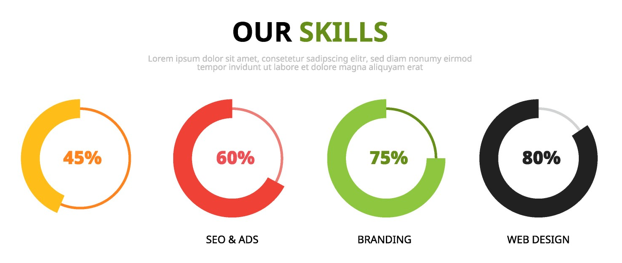 OUR SKILLS
Lorem ipsum dolor sit amet, consetetur sadipscing elitr, sed diam nonumy eirmod
tempor invidunt ut labore et dolore magna aliquyam erat
45% 60% 75% 80%
SEO & ADS BRANDING WEB DESIGN